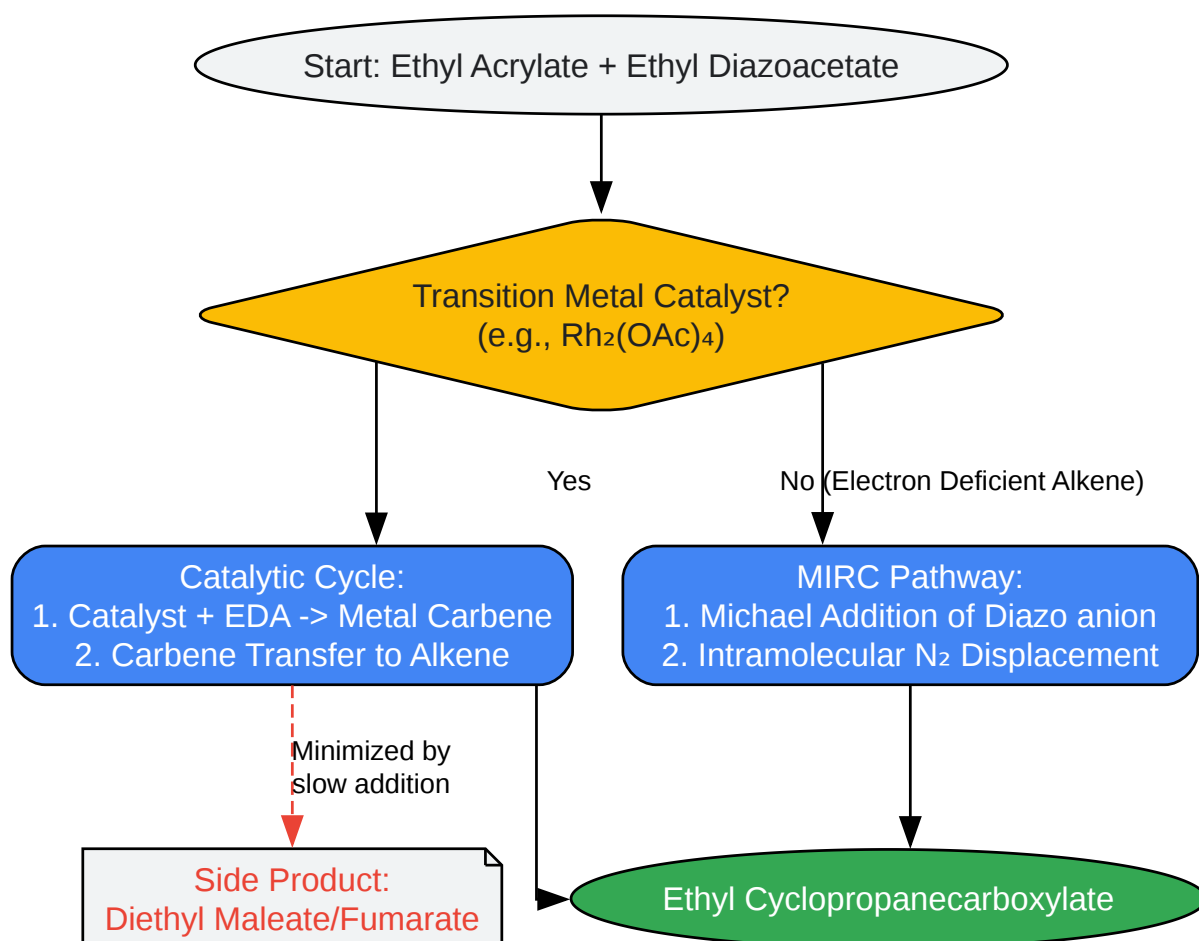 Start: Ethyl Acrylate + Ethyl Diazoacetate
Transition Metal Catalyst?
(e.g., Rh₂(OAc)₄)
Yes
No (Electron Deficient Alkene)
Catalytic Cycle:
1. Catalyst + EDA -> Metal Carbene
2. Carbene Transfer to Alkene
MIRC Pathway:
1. Michael Addition of Diazo anion
2. Intramolecular N₂ Displacement
Minimized by
slow addition
Side Product:
Diethyl Maleate/Fumarate
Ethyl Cyclopropanecarboxylate